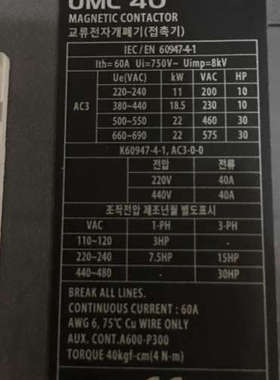 UMC 40
MAGNETIC CONTACTOR
교류전자개폐기(접촉기)
IEC/EN 60947-4-1
Ith=60A Ui=750V~ Uimp=8kV
Ue(VAC) kW VAC HP
AC3
220-240 11 200 10
380-440 18.5 230 10
500-550 22 460 30
660-690 22 575 30
K60947-4-1, AC3-0-0
전압 전류
220V 40A
440V 40A
조작전압 제조년월 별도표시
VAC 1-PH 3-PH
110~120 3HP -
220-240 7.5HP 15HP
440-480 - 30HP
BREAK ALL LINES.
CONTINUOUS CURRENT : 60A
AWG 6, 75℃ Cu WIRE ONLY
AUX. CONT.A600-P300
TORQUE 40kgf-cm(4 N-m)